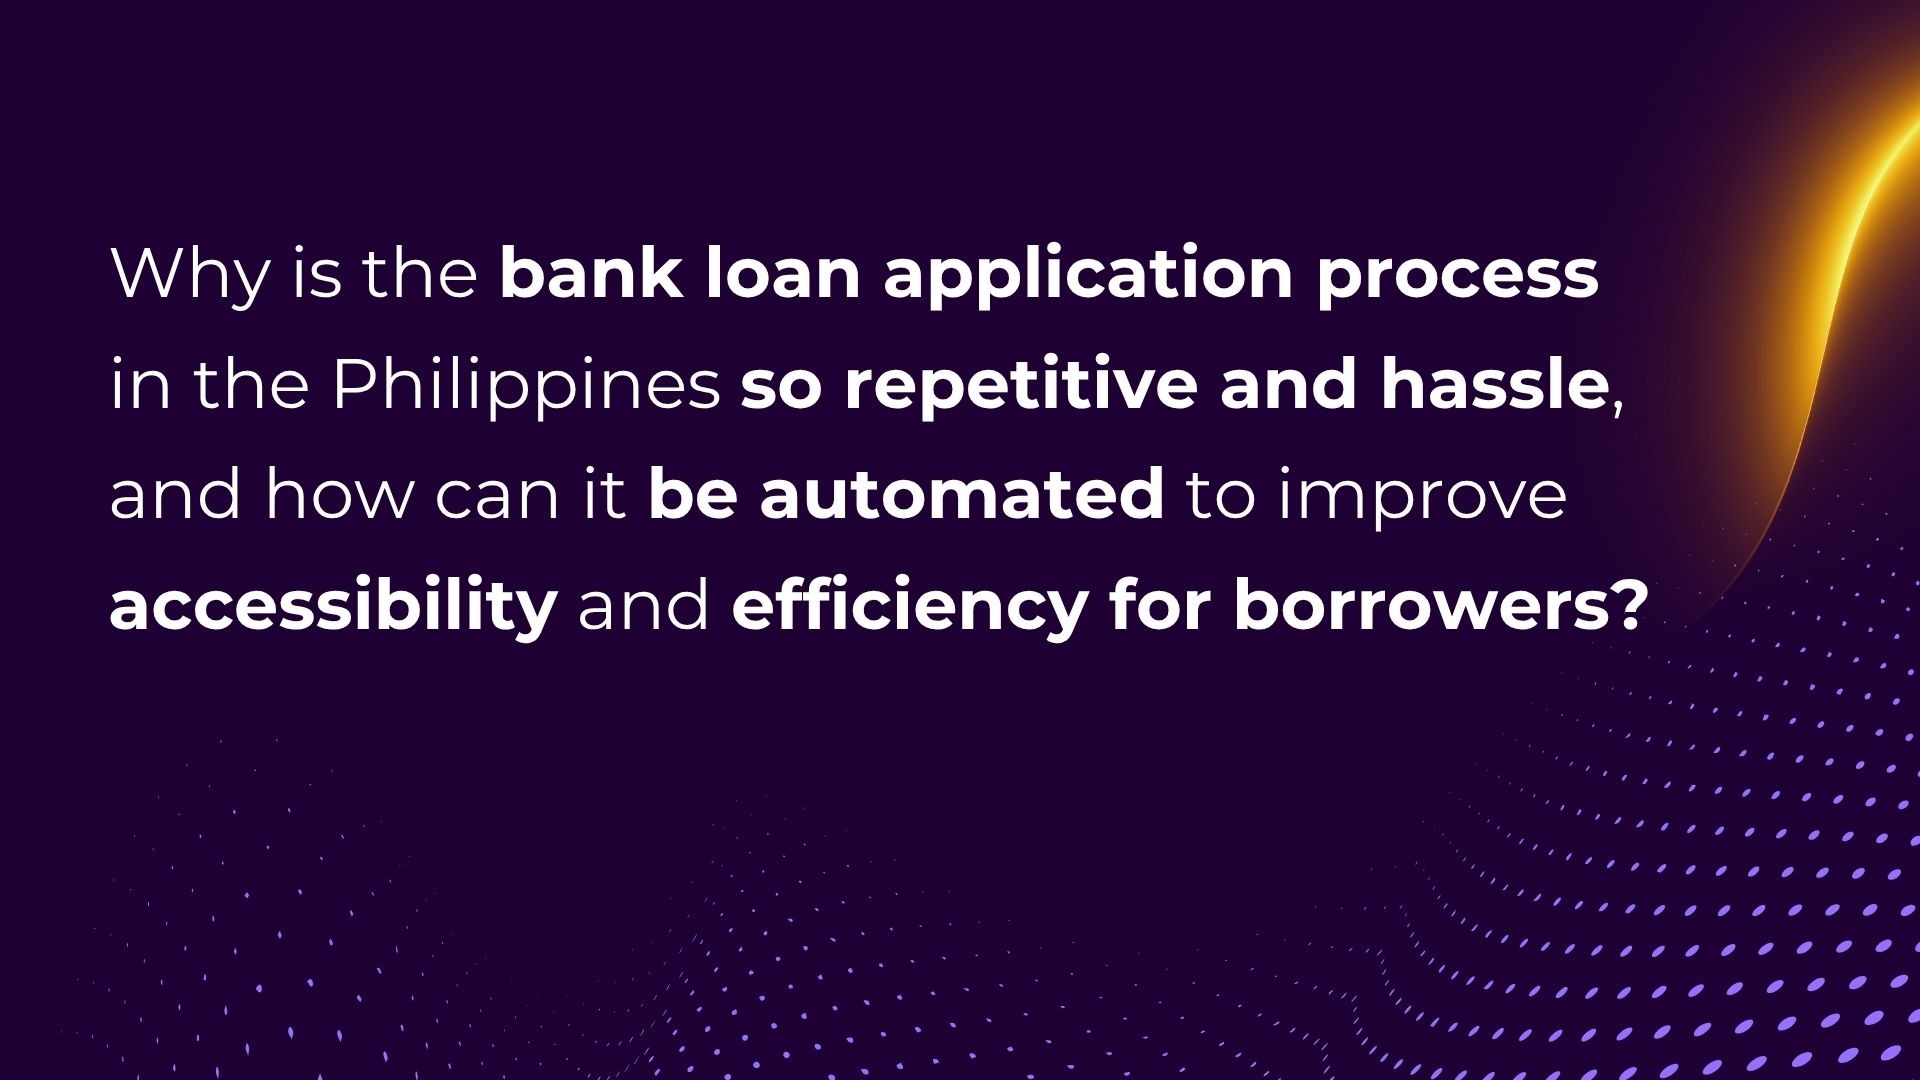 Why is the bank loan application process
in the Philippines so repetitive and hassle,
and how can it be automated to improve
accessibility and efficiency for borrowers?